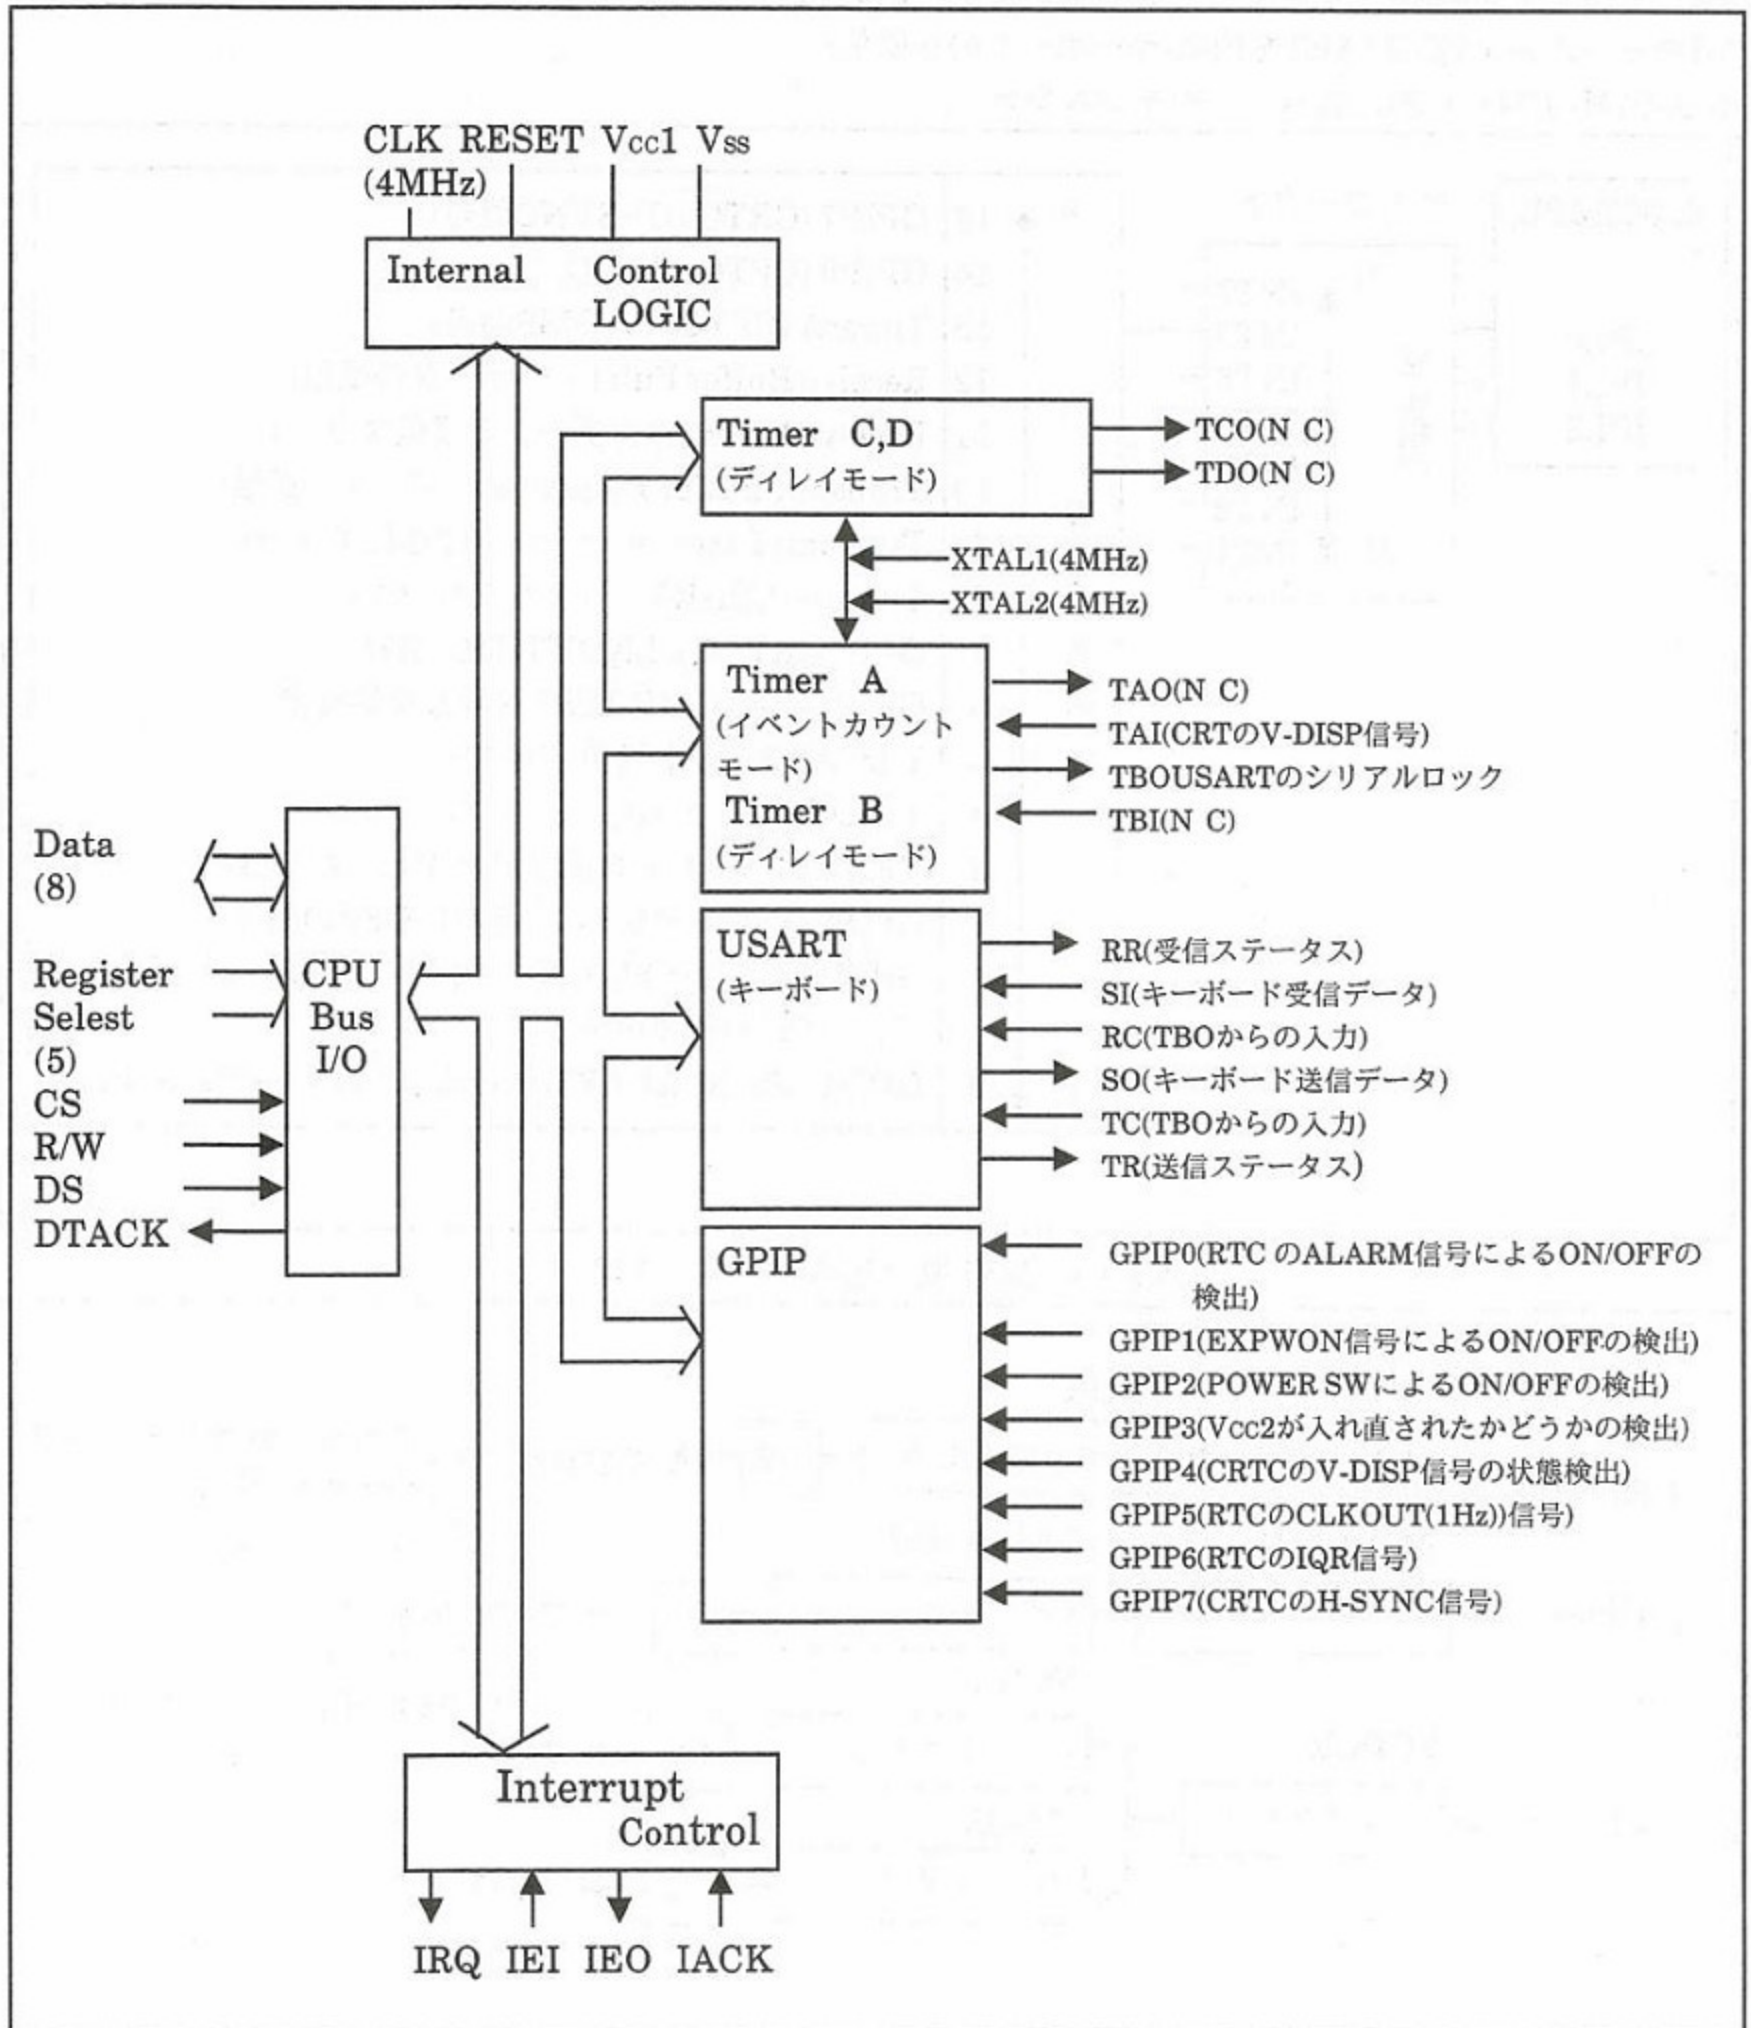 CLK RESET Vcc1 Vss
(4MHz)
Internal Control
LOGIC
Timer C,D
(ディレイモード)
TCO(N C)
TDO(N C)
XTAL1(4MHz)
XTAL2(4MHz)
Timer A
(イベントカウント
モード)
Timer B
(ディレイモード)
TAO(N C)
TAI(CRTのV-DISP信号)
TBOUSARTのシリアルロック
TBI(N C)
Data
(8)
Register
Selest
(5)
CS
R/W
DS
DTACK
CPU
Bus
I/O
USART
(キーボード)
RR(受信ステータス)
SI(キーボード受信データ)
RC(TBOからの入力)
SO(キーボード送信データ)
TC(TBOからの入力)
TR(送信ステータス)
GPIP
GPIP0(RTC のALARM信号によるON/OFFの
検出)
GPIP1(EXPWON信号によるON/OFFの検出)
GPIP2(POWER SWによるON/OFFの検出)
GPIP3(Vcc2が入れ直されたかどうかの検出)
GPIP4(CRTCのV-DISP信号の状態検出)
GPIP5(RTCのCLKOUT(1Hz))信号)
GPIP6(RTCのIQR信号)
GPIP7(CRTCのH-SYNC信号)
Interrupt
Control
IRQ IEI IEO IACK